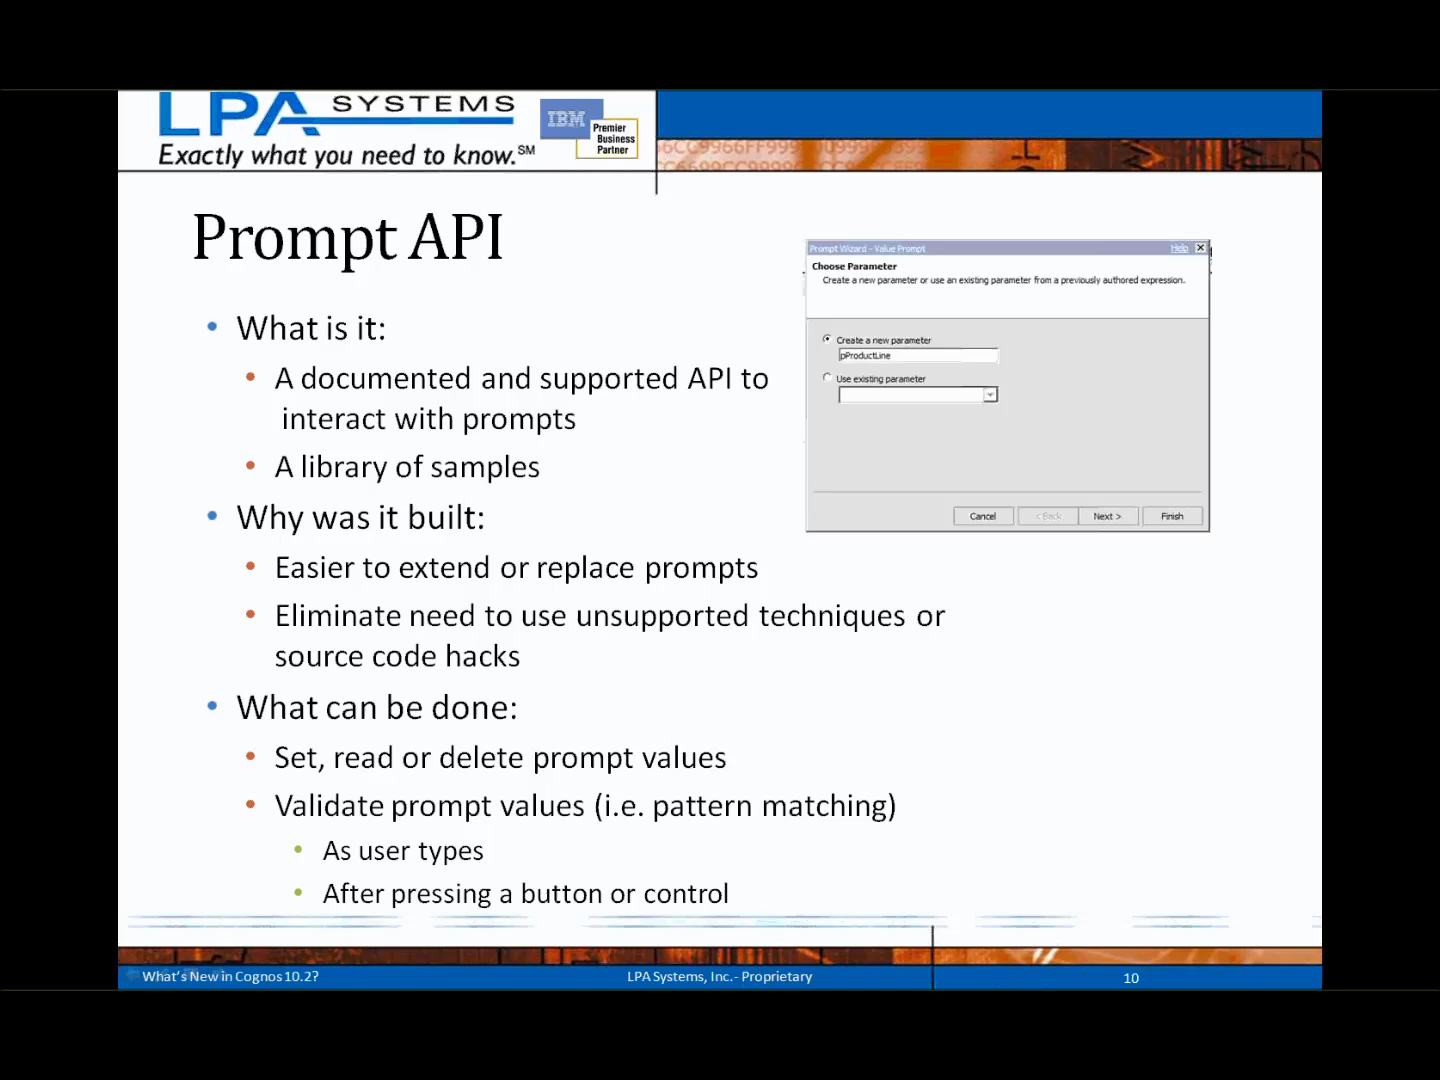 LPA SYSTEMS
Exactly what you need to know.SM
IBM
Premier
Business
Partner
Prompt API
Prompt Wizard - Value Prompt Help
Choose Parameter
Create a new parameter or use an existing parameter from a previously authored expression.
Create a new parameter
pProductLine
Use existing parameter
Cancel < Back Next > Finish
• What is it:
• A documented and supported API to
interact with prompts
• A library of samples
• Why was it built:
• Easier to extend or replace prompts
• Eliminate need to use unsupported techniques or
source code hacks
• What can be done:
• Set, read or delete prompt values
• Validate prompt values (i.e. pattern matching)
• As user types
• After pressing a button or control
What's New in Cognos 10.2? LPA Systems, Inc.- Proprietary 10